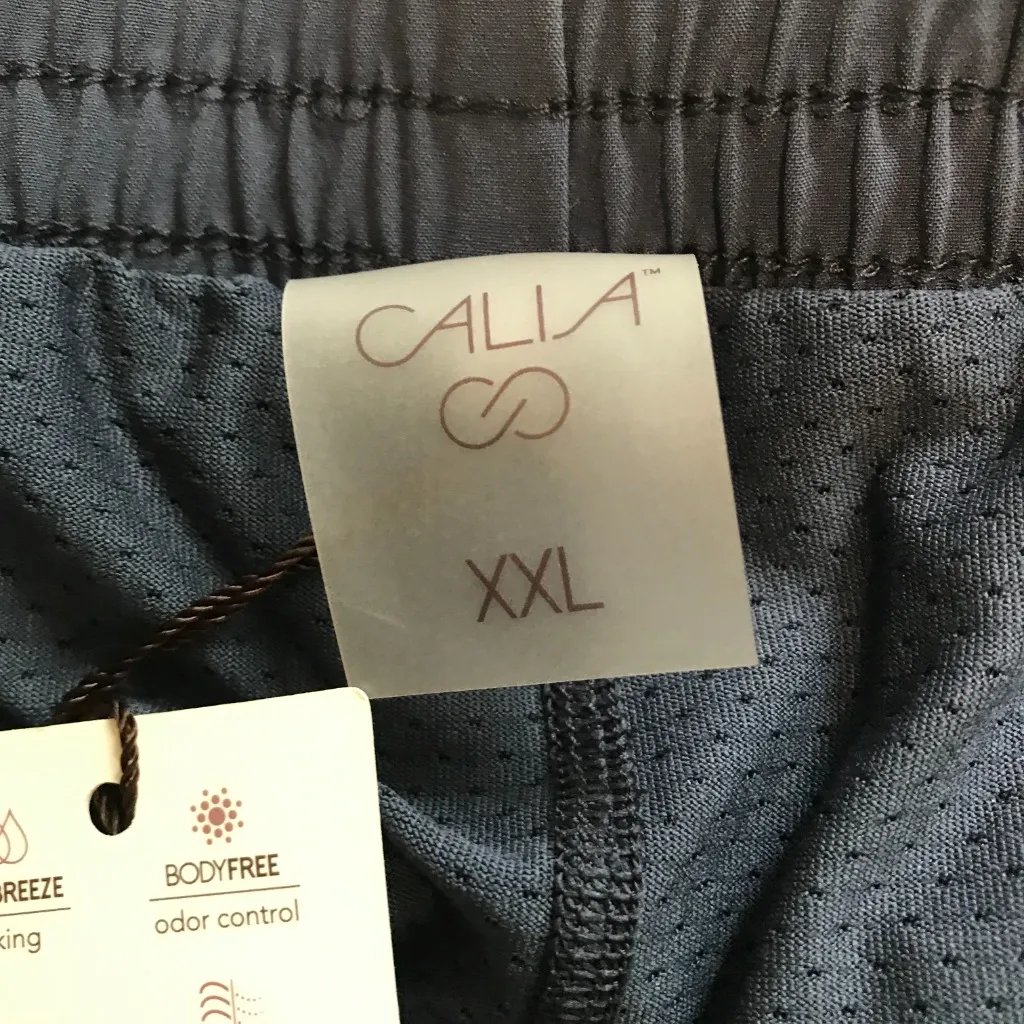 CALIA™
XXL
BREEZE
king
BODYFREE
odor control